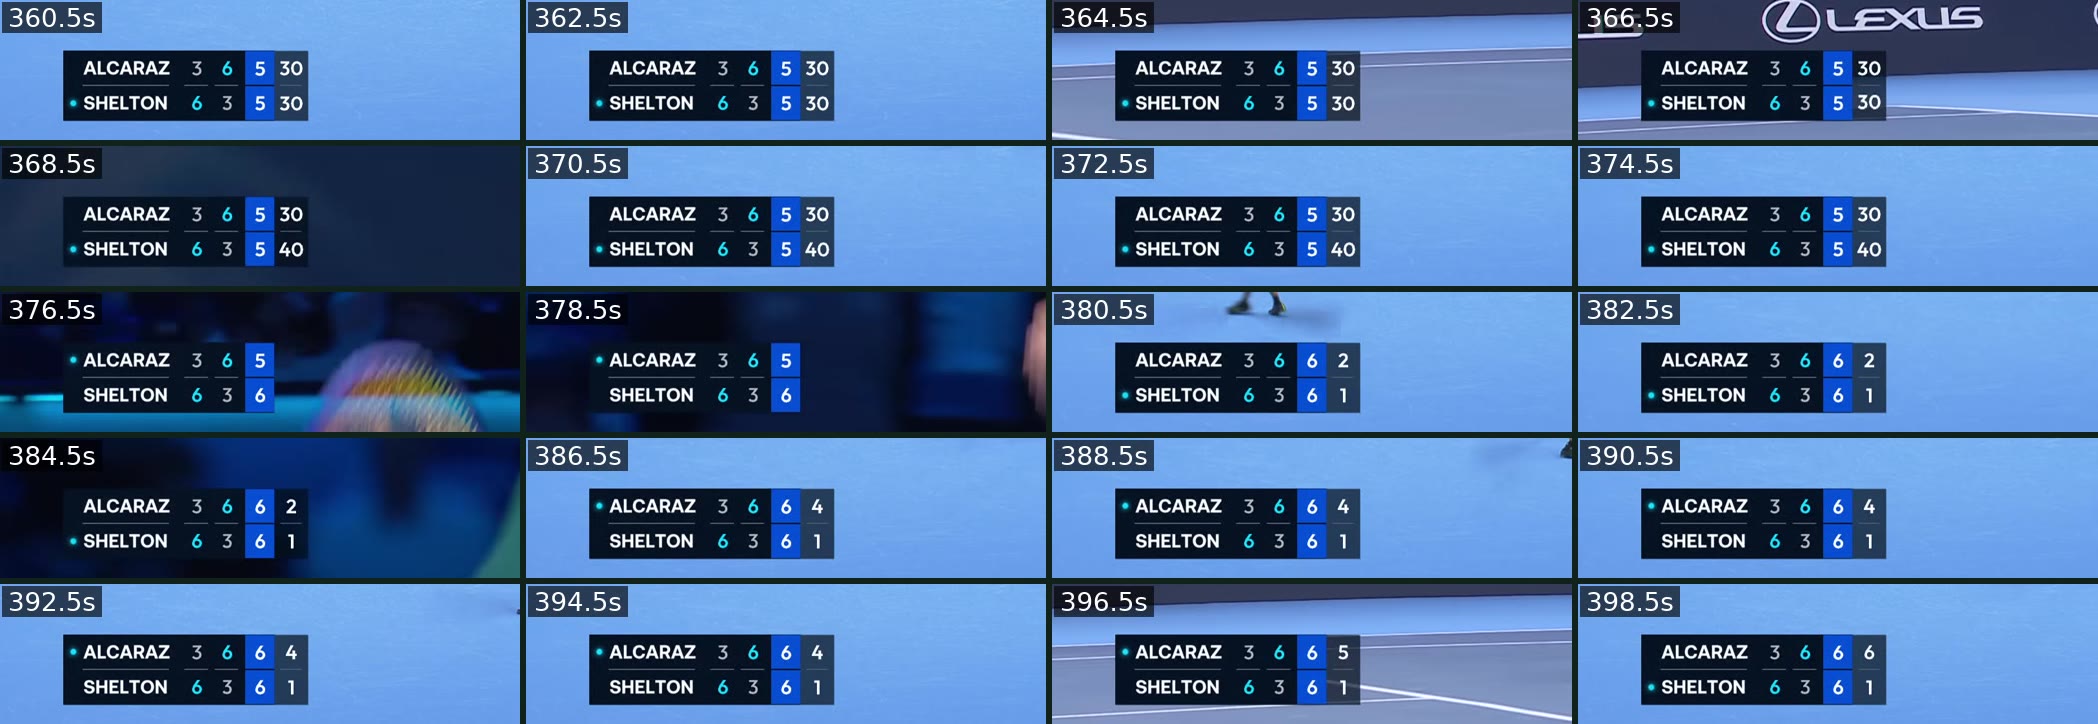 360.5s
ALCARAZ 3 6 5 30
SHELTON 6 3 5 30
362.5s
ALCARAZ 3 6 5 30
SHELTON 6 3 5 30
364.5s
ALCARAZ 3 6 5 30
SHELTON 6 3 5 30
366.5s
LEXUS
ALCARAZ 3 6 5 30
SHELTON 6 3 5 30
368.5s
ALCARAZ 3 6 5 30
SHELTON 6 3 5 40
370.5s
ALCARAZ 3 6 5 30
SHELTON 6 3 5 40
372.5s
ALCARAZ 3 6 5 30
SHELTON 6 3 5 40
374.5s
ALCARAZ 3 6 5 30
SHELTON 6 3 5 40
376.5s
ALCARAZ 3 6 5
SHELTON 6 3 6
378.5s
ALCARAZ 3 6 5
SHELTON 6 3 6
380.5s
ALCARAZ 3 6 6 2
SHELTON 6 3 6 1
382.5s
ALCARAZ 3 6 6 2
SHELTON 6 3 6 1
384.5s
ALCARAZ 3 6 6 2
SHELTON 6 3 6 1
386.5s
ALCARAZ 3 6 6 4
SHELTON 6 3 6 1
388.5s
ALCARAZ 3 6 6 4
SHELTON 6 3 6 1
390.5s
ALCARAZ 3 6 6 4
SHELTON 6 3 6 1
392.5s
ALCARAZ 3 6 6 4
SHELTON 6 3 6 1
394.5s
ALCARAZ 3 6 6 4
SHELTON 6 3 6 1
396.5s
ALCARAZ 3 6 6 5
SHELTON 6 3 6 1
398.5s
ALCARAZ 3 6 6 6
SHELTON 6 3 6 1